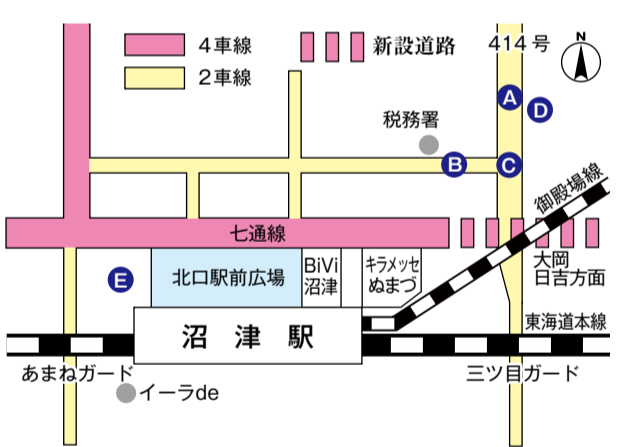 4車線
2車線
新設道路
414号
N
A
D
税務署
B
C
御殿場線
七通線
E
北口駅前広場
BiVi
沼津
キラメッセ
ぬまづ
大岡
日吉方面
沼津駅
東海道本線
あまねガード
三ツ目ガード
イーラde